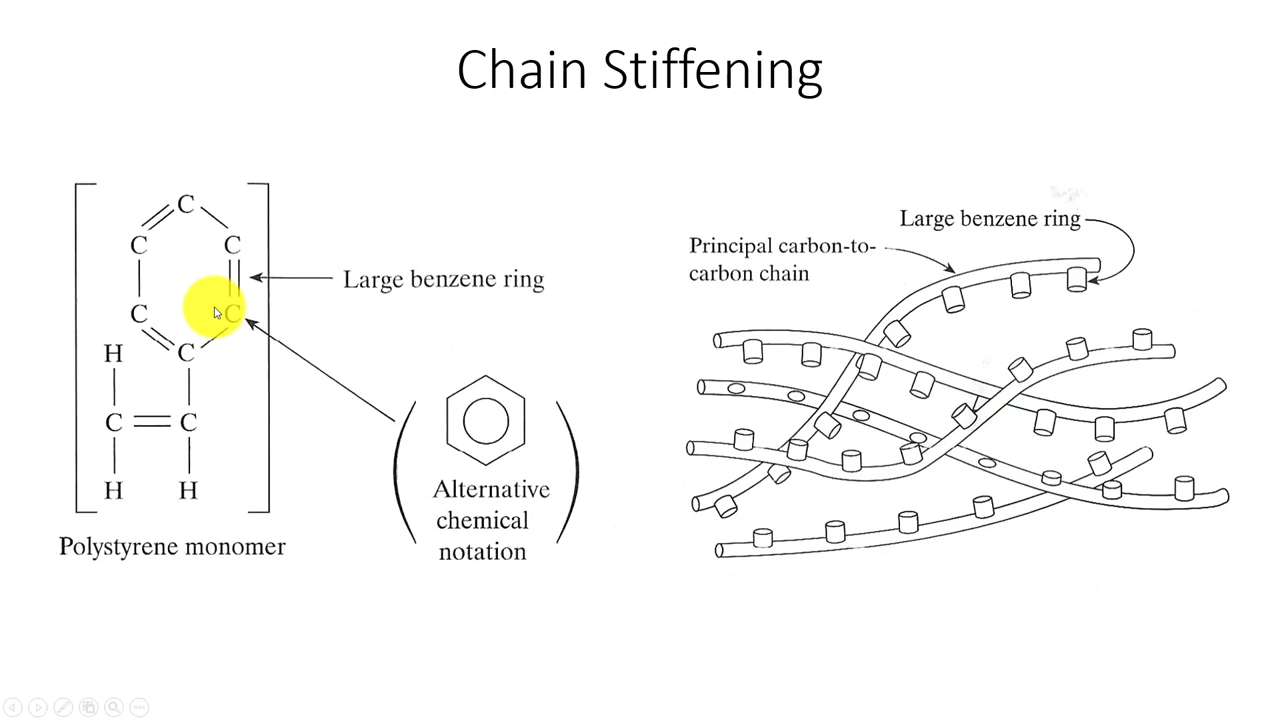 Chain Stiffening
C
C C
C C
H C
C C
H H
Large benzene ring
Alternative
chemical
notation
Polystyrene monomer
Large benzene ring
Principal carbon-to-
carbon chain